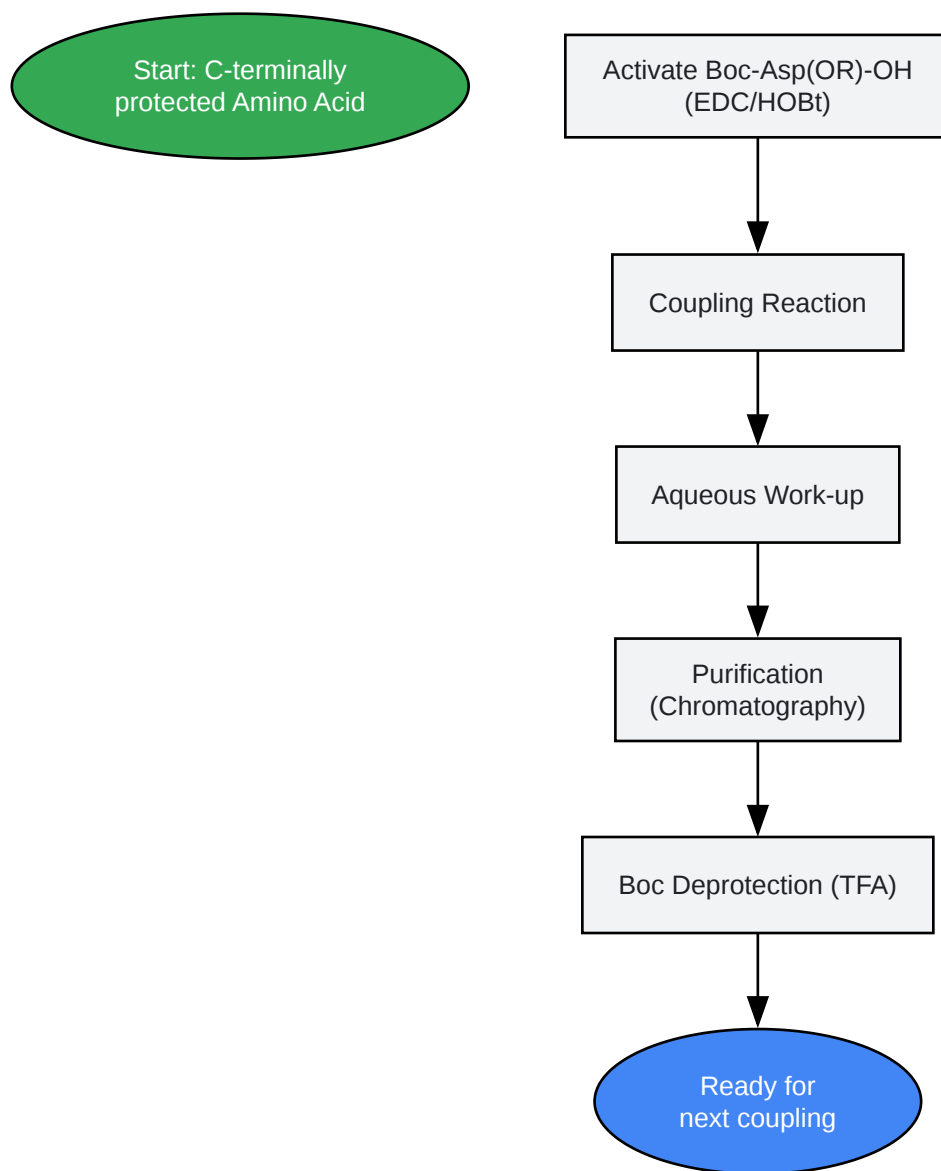 Start: C-terminally
protected Amino Acid
Activate Boc-Asp(OR)-OH
(EDC/HOBt)
Coupling Reaction
Aqueous Work-up
Purification
(Chromatography)
Boc Deprotection (TFA)
Ready for
next coupling